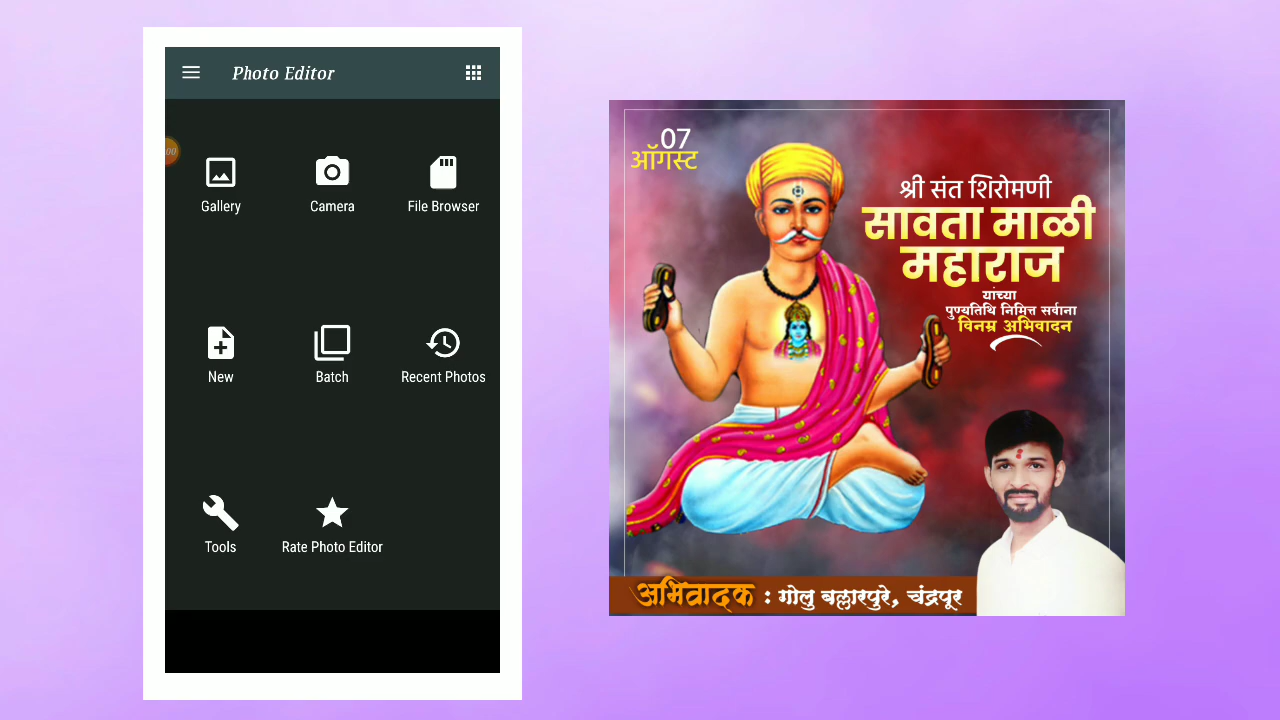 Photo Editor
Gallery
Camera
File Browser
New
Batch
Recent Photos
Tools
Rate Photo Editor
07
ऑगस्ट
श्री संत शिरोमणी
सावता माळी
महाराज
यांच्या
पुण्यतिथि निमित्त सर्वाना
विनम्र अभिवादन
अभिवादक : गोलु बल्लारपुरे, चंद्रपूर